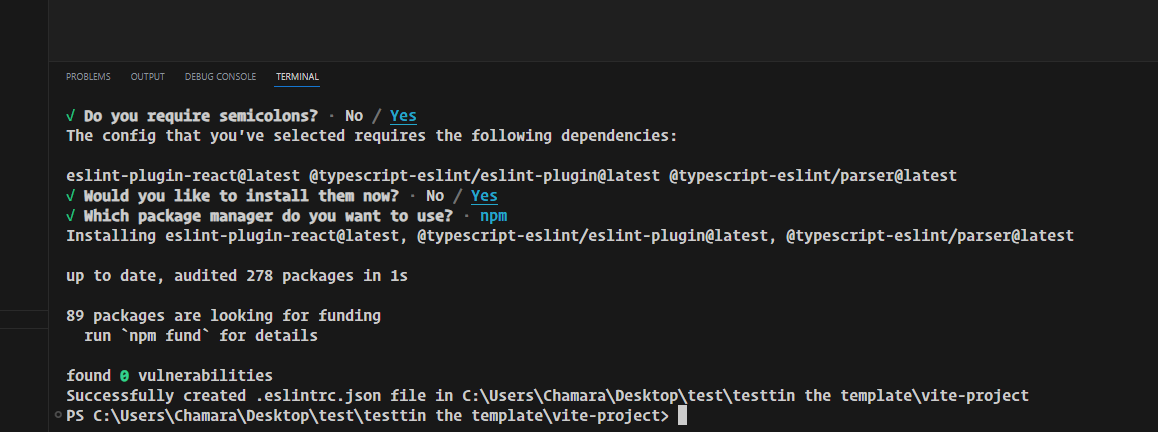 PROBLEMS OUTPUT DEBUG CONSOLE TERMINAL
√ Do you require semicolons? · No / Yes
The config that you've selected requires the following dependencies:
eslint-plugin-react@latest @typescript-eslint/eslint-plugin@latest @typescript-eslint/parser@latest
√ Would you like to install them now? · No / Yes
√ Which package manager do you want to use? · npm
Installing eslint-plugin-react@latest, @typescript-eslint/eslint-plugin@latest, @typescript-eslint/parser@latest
up to date, audited 278 packages in 1s
89 packages are looking for funding
run `npm fund` for details
found 0 vulnerabilities
Successfully created .eslintrc.json file in C:\Users\Chamara\Desktop\test\testtin the template\vite-project
PS C:\Users\Chamara\Desktop\test\testtin the template\vite-project>